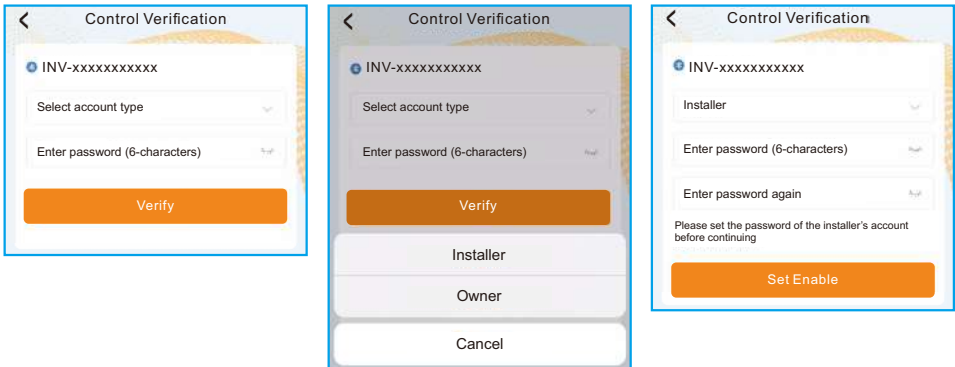 Control Verification
INV-xxxxxxxxxxx
Select account type
Enter password (6-characters)
Verify
Control Verification
INV-xxxxxxxxxxx
Select account type
Enter password (6-characters)
Verify
Installer
Owner
Cancel
Control Verification
INV-xxxxxxxxxxx
Installer
Enter password (6-characters)
Enter password again
Please set the password of the installer's account
before continuing
Set Enable